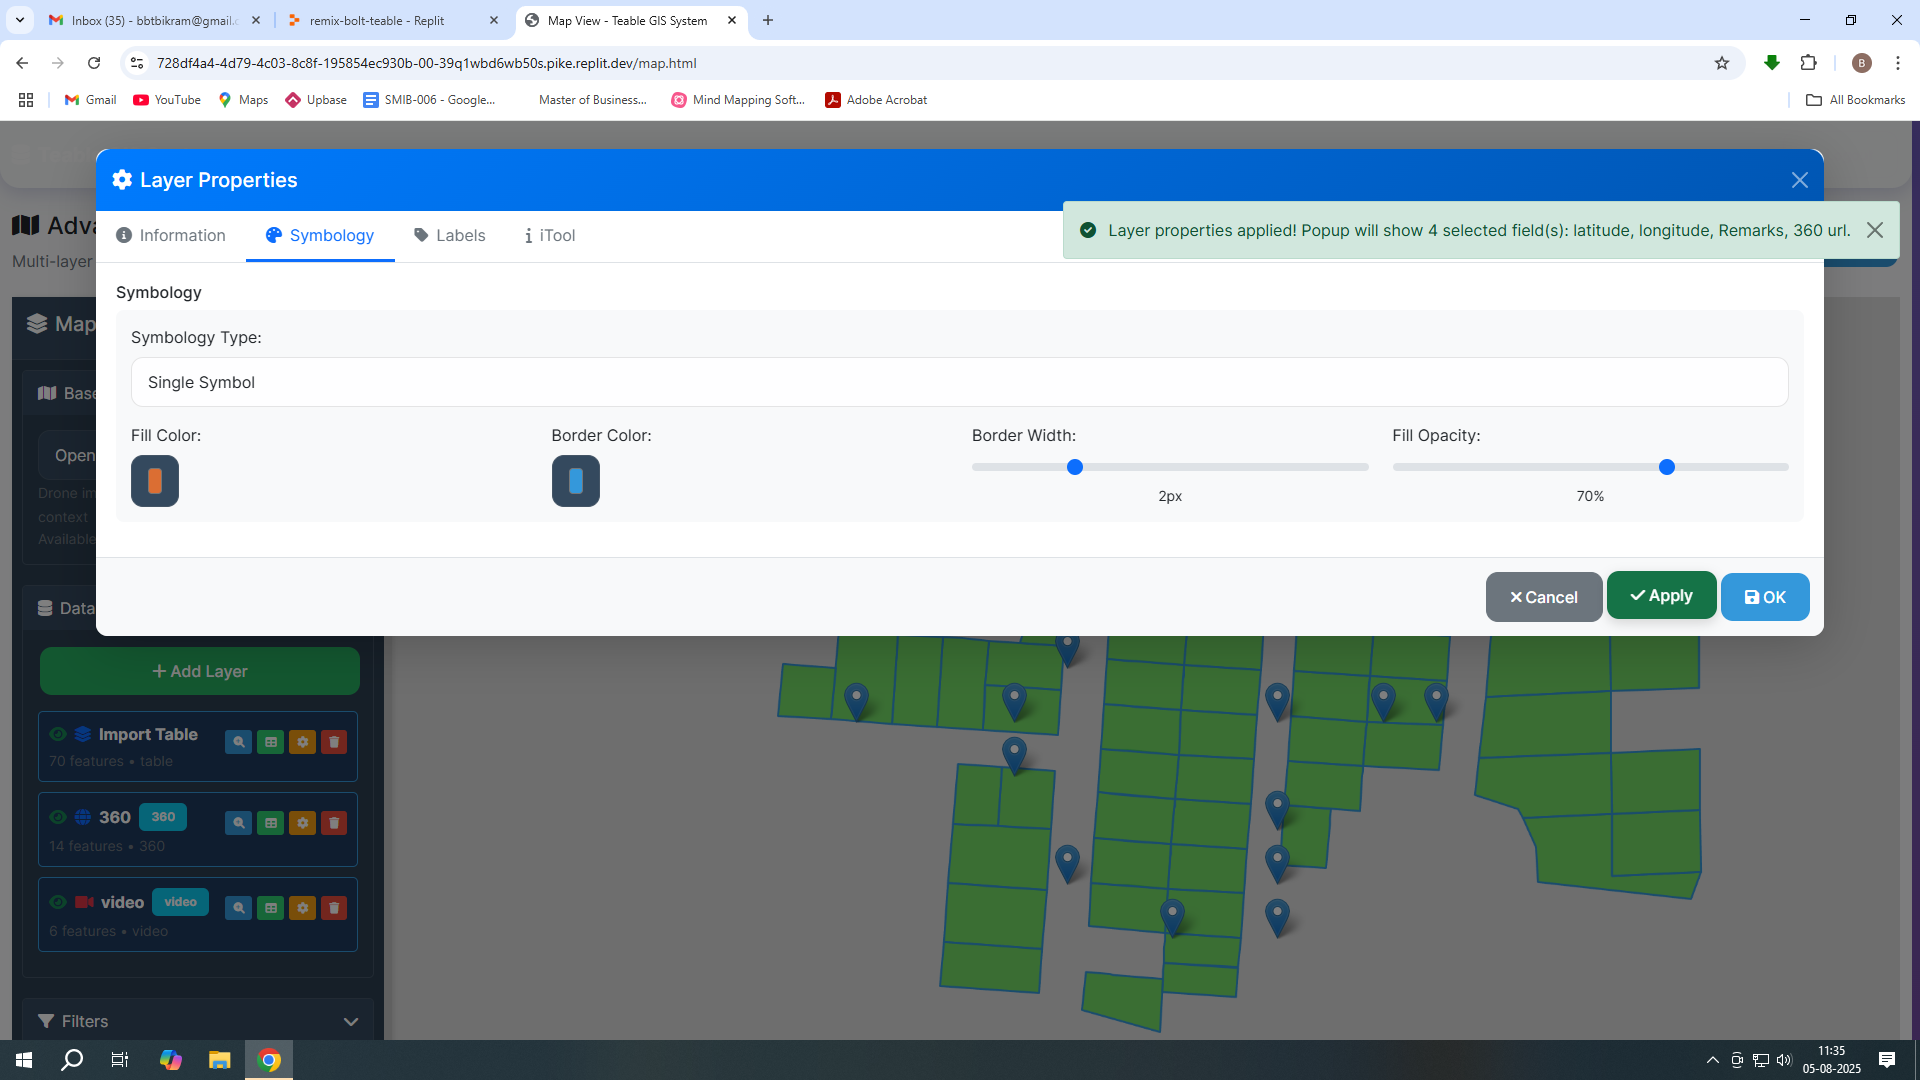 Inbox (35) - bbtbikram@gmail.c
remix-bolt-teable - Replit
Map View - Teable GIS System
728df4a4-4d79-4c03-8c8f-195854ec930b-00-39q1wbd6wb50s.pike.replit.dev/map.html
B
Gmail
YouTube
Maps
Upbase
SMIB-006 - Google...
Master of Business...
Mind Mapping Soft...
Adobe Acrobat
All Bookmarks
Layer Properties
Information
Symbology
Labels
iTool
Layer properties applied! Popup will show 4 selected field(s): latitude, longitude, Remarks, 360 url.
Adva
Multi-layer
Symbology
Symbology Type:
Single Symbol
Fill Color:
Border Color:
Border Width:
Fill Opacity:
2px
70%
Cancel
Apply
OK
Map
Base
Open
Drone im
context
Available
Data
+ Add Layer
Import Table
70 features • table
360
360
14 features • 360
video
video
6 features • video
Filters
11:35
05-08-2025